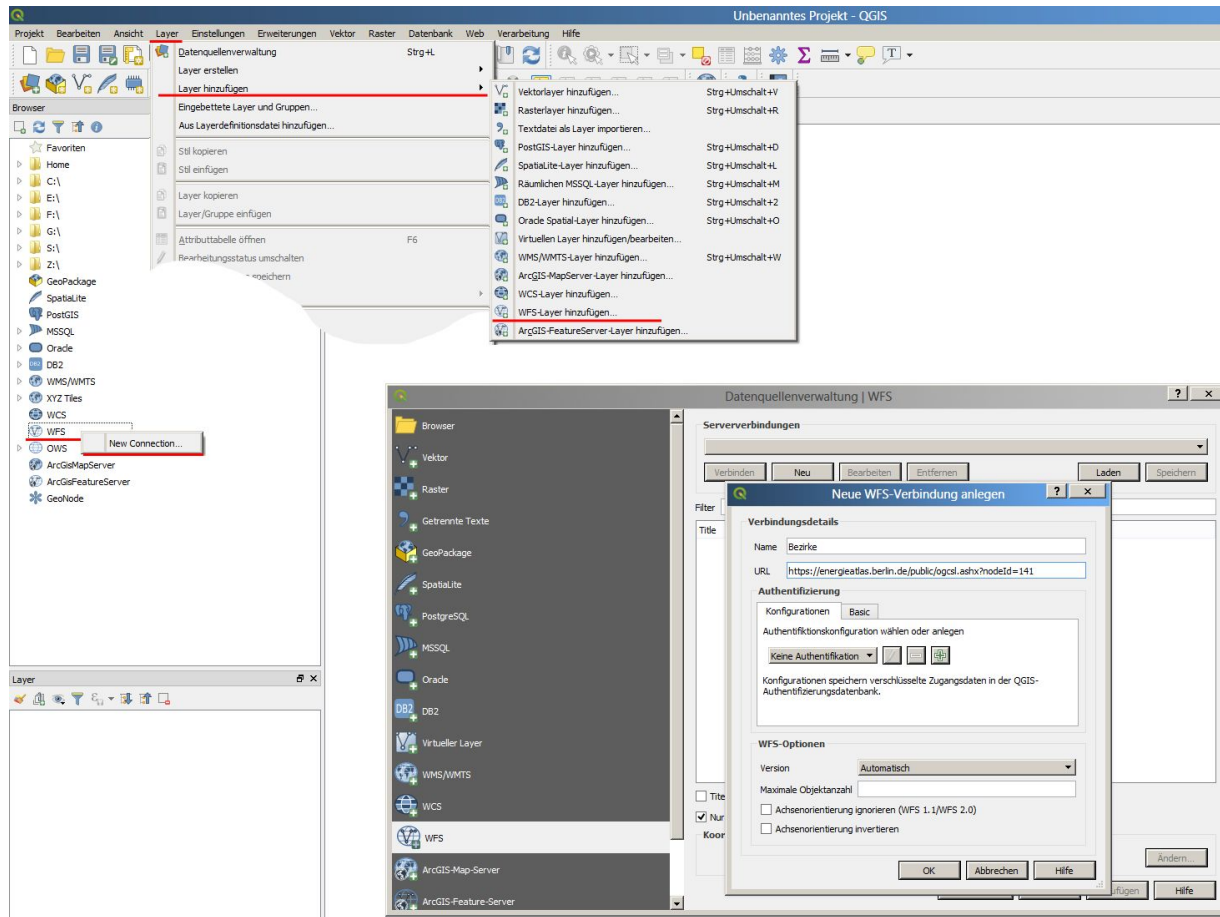 Unbenanntes Projekt - QGIS
Projekt Bearbeiten Ansicht Layer Einstellungen Erweiterungen Vektor Raster Datenbank Web Verarbeitung Hilfe
Datenquellenverwaltung Strg+L
Layer erstellen
Layer hinzufügen
Eingebettete Layer und Gruppen...
Aus Layerdefinitionsdatei hinzufügen...
Stil kopieren
Stil einfügen
Layer kopieren
Layer/Gruppe einfügen
Attributtabelle öffnen F6
Bearbeitungsstatus umschalten
speichern
Vektorlayer hinzufügen... Strg+Umschalt+V
Rasterlayer hinzufügen... Strg+Umschalt+R
Textdatei als Layer importieren...
PostGIS-Layer hinzufügen... Strg+Umschalt+D
SpatiaLite-Layer hinzufügen... Strg+Umschalt+L
Räumlichen MSSQL-Layer hinzufügen... Strg+Umschalt+M
DB2-Layer hinzufügen... Strg+Umschalt+2
Oracle Spatial-Layer hinzufügen... Strg+Umschalt+O
Virtuellen Layer hinzufügen/bearbeiten...
WMS/WMTS-Layer hinzufügen... Strg+Umschalt+W
ArcGIS-MapServer-Layer hinzufügen...
WCS-Layer hinzufügen...
WFS-Layer hinzufügen...
ArcGIS-FeatureServer-Layer hinzufügen...
Browser
Favoriten
Home
C:\
E:\
F:\
G:\
S:\
Z:\
GeoPackage
SpatiaLite
PostGIS
MSSQL
Oracle
DB2
WMS/WMTS
XYZ Tiles
WCS
WFS
New Connection...
OWS
ArcGisMapServer
ArcGisFeatureServer
GeoNode
Layer
Datenquellenverwaltung | WFS
Browser
Vektor
Raster
Getrennte Texte
GeoPackage
SpatiaLite
PostgreSQL
MSSQL
Oracle
DB2
Virtueller Layer
WMS/WMTS
WCS
WFS
ArcGIS-Map-Server
ArcGIS-Feature-Server
Serververbindungen
Verbinden Neu Bearbeiten Entfernen Laden Speichern
Filter
Title
Neue WFS-Verbindung anlegen
Verbindungsdetails
Name Bezirke
URL https://energieatlas.berlin.de/public/ogcsl.ashx?nodeId=141
Authentifizierung
Konfigurationen Basic
Authentifiktionskonfiguration wählen oder anlegen
Keine Authentifikation
Konfigurationen speichern verschlüsselte Zugangsdaten in der QGIS-
Authentifizierungsdatenbank.
WFS-Optionen
Version Automatisch
Maximale Objektanzahl
Achsenorientierung ignorieren (WFS 1.1/WFS 2.0)
Achsenorientierung invertieren
OK Abbrechen Hilfe
Tite
Nur
Koor
Ändern...
ufügen Hilfe